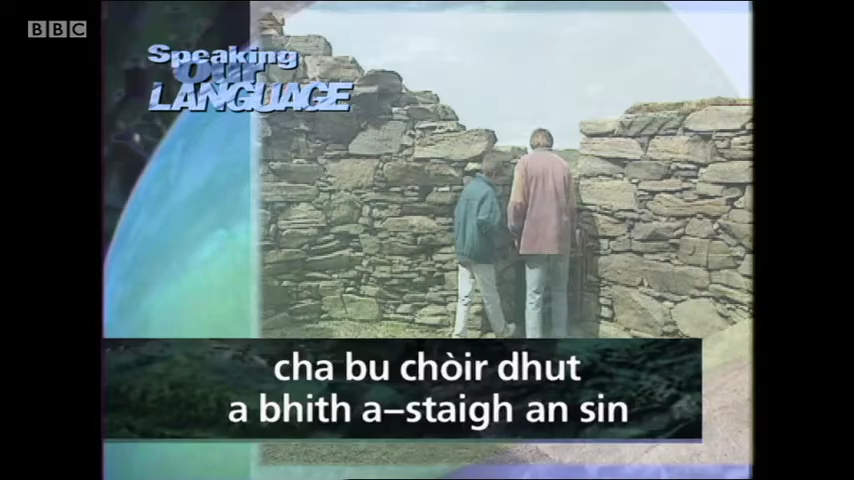 BBC
Speaking
Our
LANGUAGE
cha bu chòir dhut
a bhith a–staigh an sin